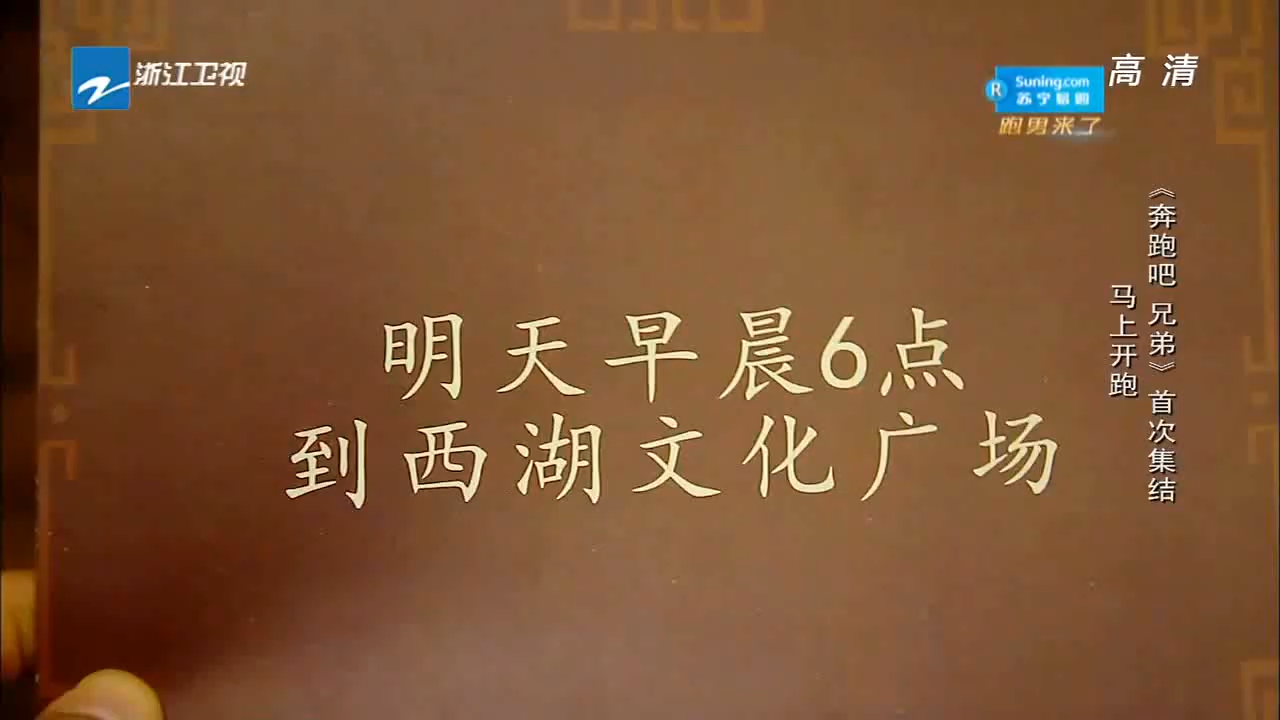 浙江卫视
Suning.com
苏宁易购
跑男来了
高清
《奔跑吧 兄弟》首次集结
马上开跑
明天早晨6点
到西湖文化广场